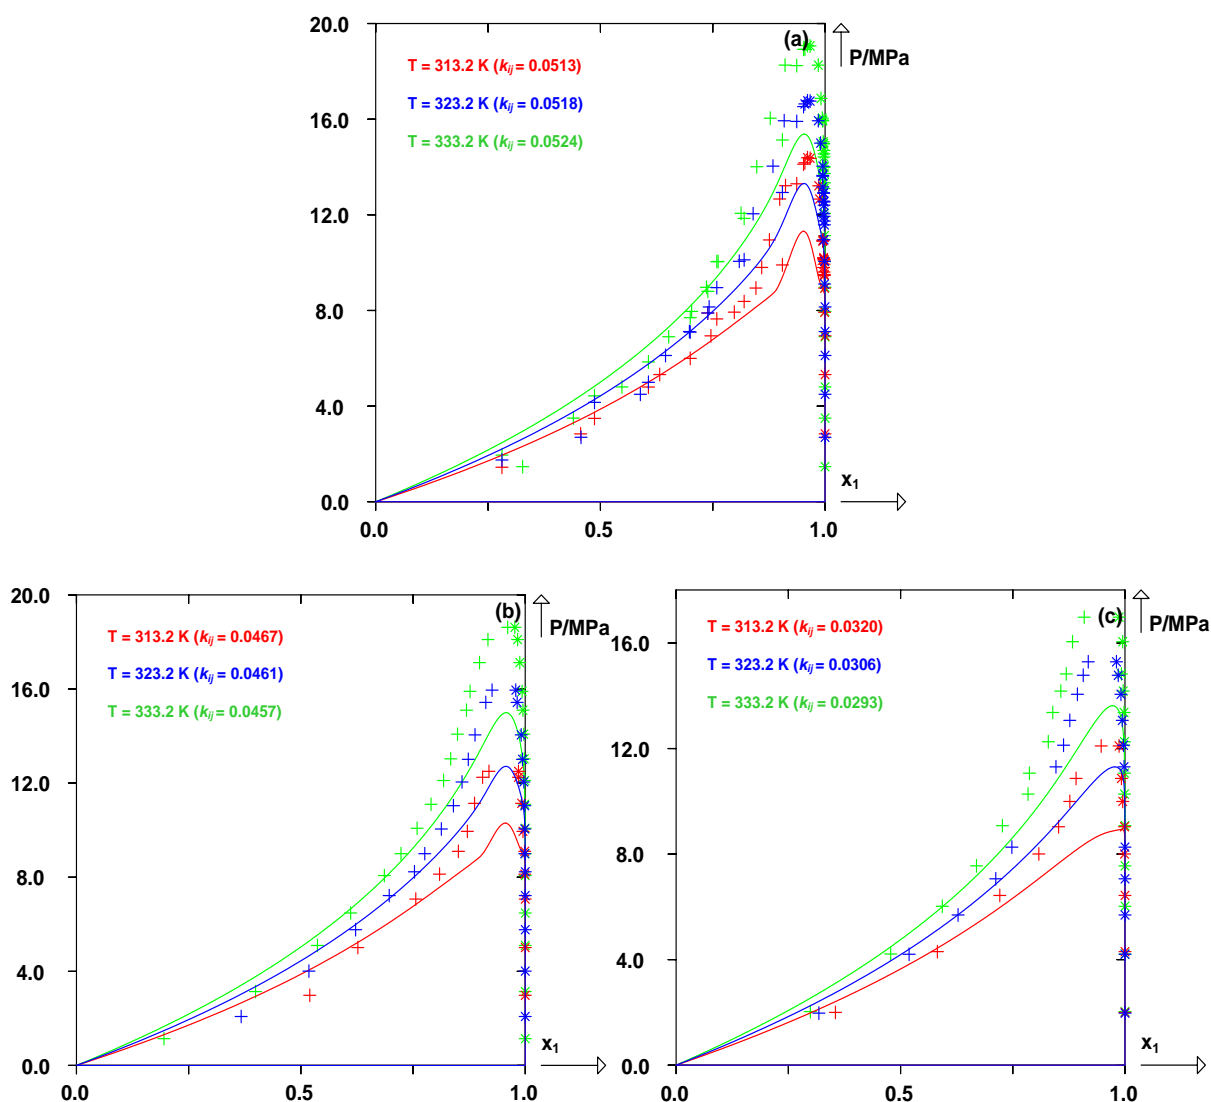 20.0
(a)
P/MPa
T = 313.2 K (kij = 0.0513)
T = 323.2 K (kij = 0.0518)
T = 333.2 K (kij = 0.0524)
16.0
12.0
8.0
4.0
0.0
x1
0.0
0.5
1.0
20.0
(b)
P/MPa
T = 313.2 K (kij = 0.0467)
T = 323.2 K (kij = 0.0461)
T = 333.2 K (kij = 0.0457)
16.0
12.0
8.0
4.0
0.0
x1
0.0
0.5
1.0
(c)
P/MPa
T = 313.2 K (kij = 0.0320)
T = 323.2 K (kij = 0.0306)
T = 333.2 K (kij = 0.0293)
16.0
12.0
8.0
4.0
0.0
x1
0.0
0.5
1.0